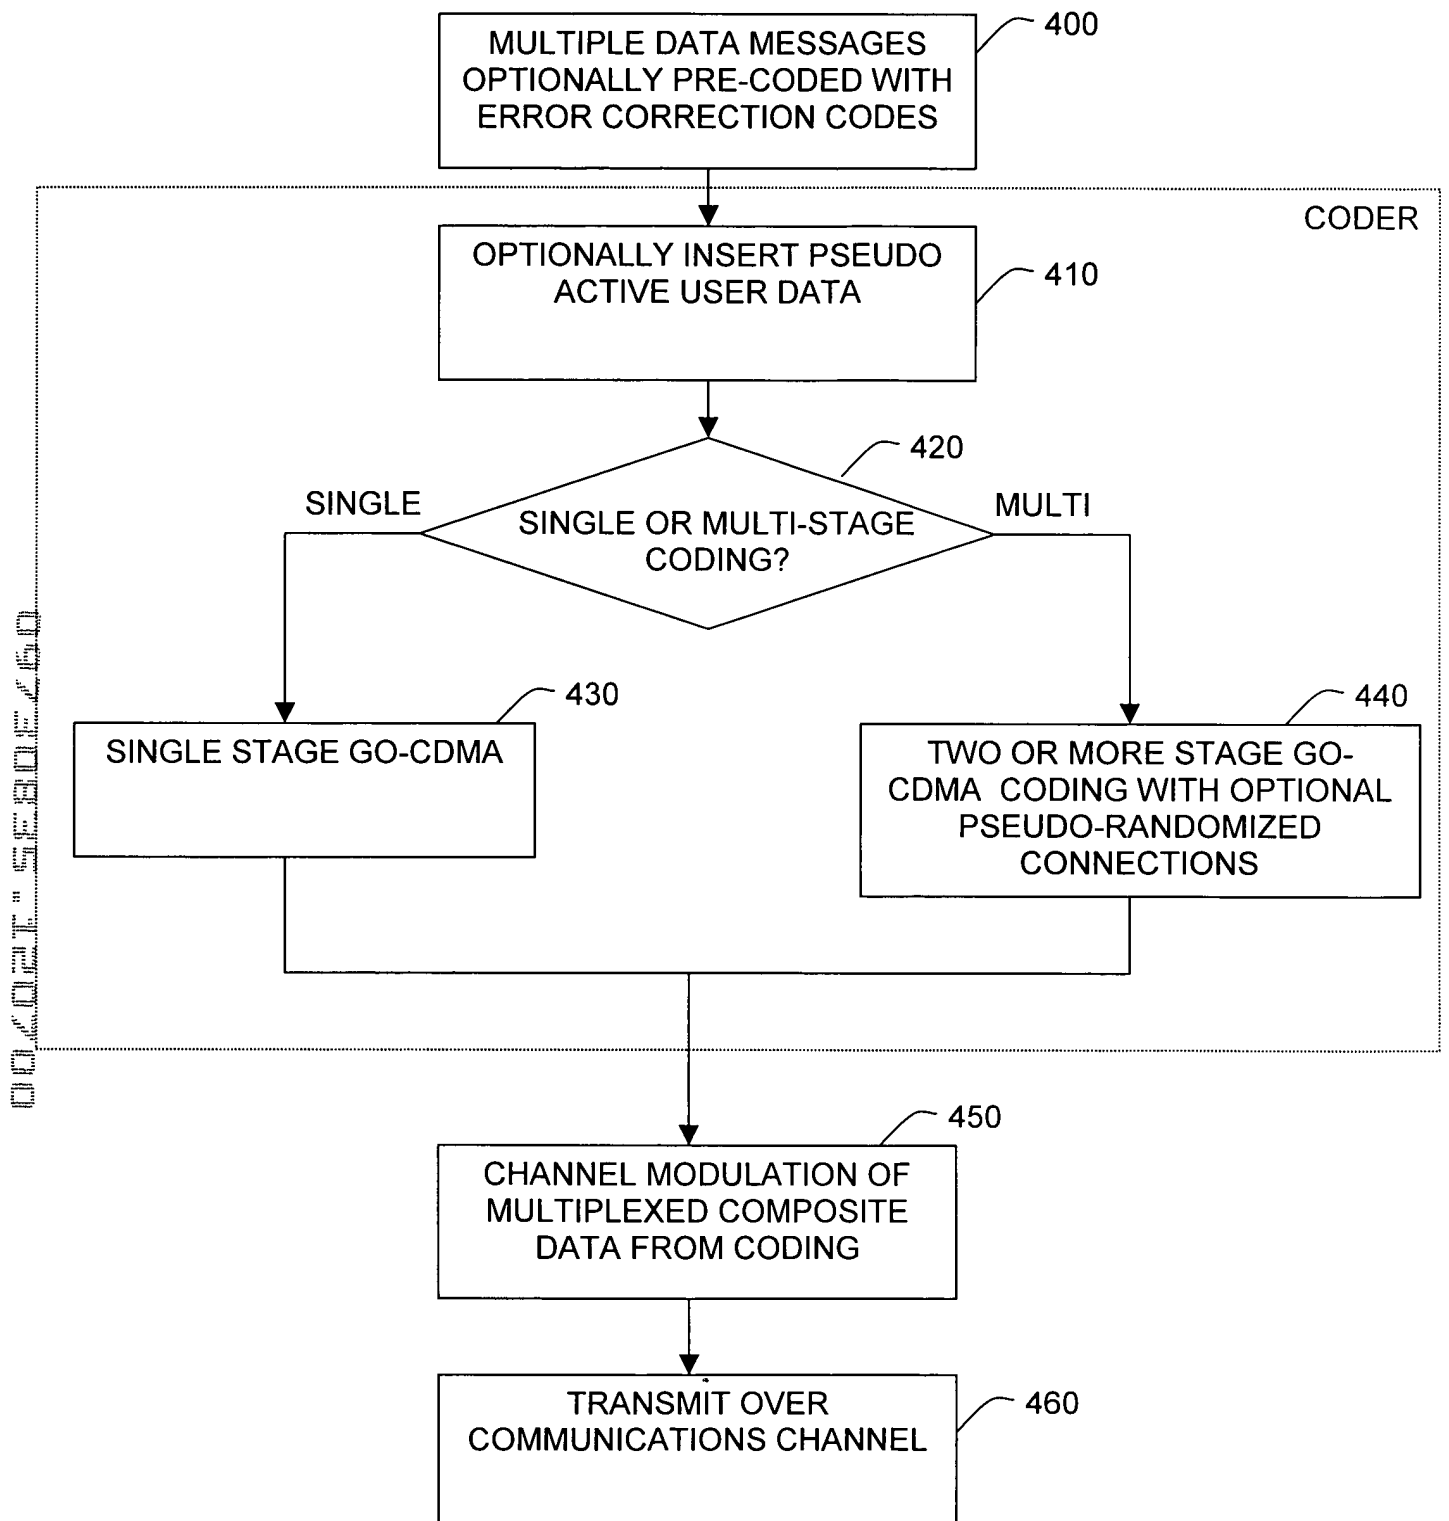 400
MULTIPLE DATA MESSAGES
OPTIONALLY PRE-CODED WITH
ERROR CORRECTION CODES
CODER
OPTIONALLY INSERT PSEUDO
ACTIVE USER DATA
410
420
SINGLE
MULTI
SINGLE OR MULTI-STAGE
CODING?
430
SINGLE STAGE GO-CDMA
440
TWO OR MORE STAGE GO-
CDMA CODING WITH OPTIONAL
PSEUDO-RANDOMIZED
CONNECTIONS
450
CHANNEL MODULATION OF
MULTIPLEXED COMPOSITE
DATA FROM CODING
460
TRANSMIT OVER
COMMUNICATIONS CHANNEL